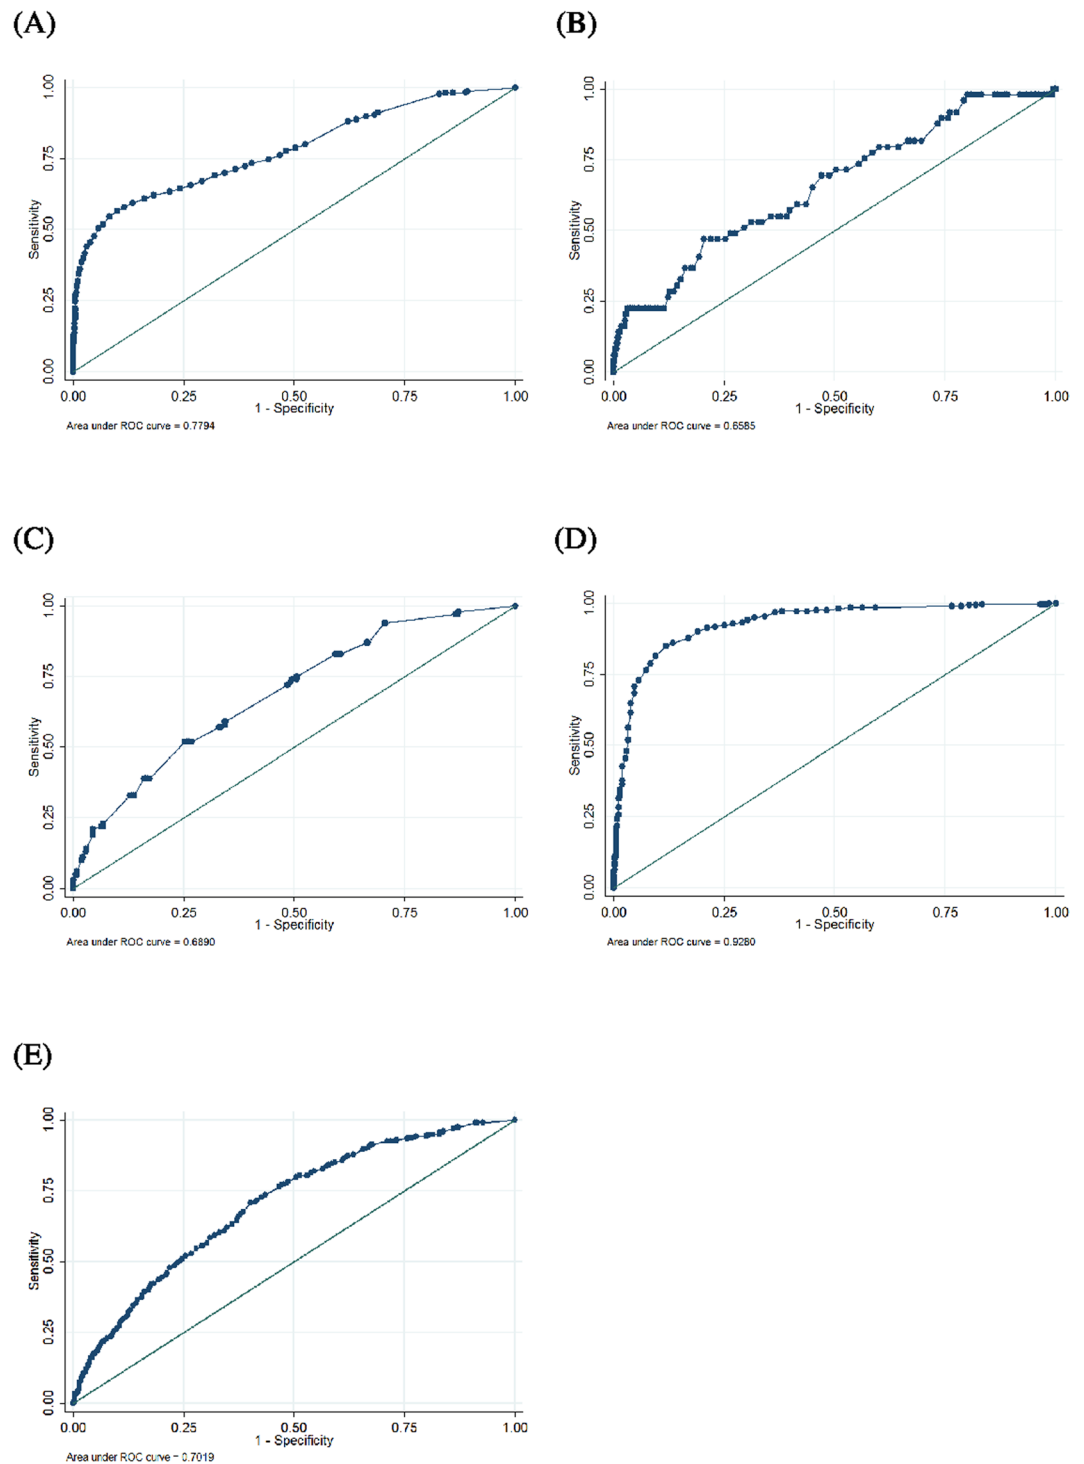 (A)
(B)
1.00
0.75
0.50
0.25
0.00
Sensitivity
0.00 0.25 0.50 0.75 1.00
1 - Specificity
Area under ROC curve = 0.7794
1.00
0.75
0.50
0.25
0.00
Sensitivity
0.00 0.25 0.50 0.75 1.00
1 - Specificity
Area under ROC curve = 0.6585
(C)
(D)
1.00
0.75
0.50
0.25
0.00
Sensitivity
0.00 0.25 0.50 0.75 1.00
1 - Specificity
Area under ROC curve = 0.6890
1.00
0.75
0.50
0.25
0.00
Sensitivity
0.00 0.25 0.50 0.75 1.00
1 - Specificity
Area under ROC curve = 0.9280
(E)
1.00
0.75
0.50
0.25
0.00
Sensitivity
0.00 0.25 0.50 0.75 1.00
1 - Specificity
Area under ROC curve = 0.7019